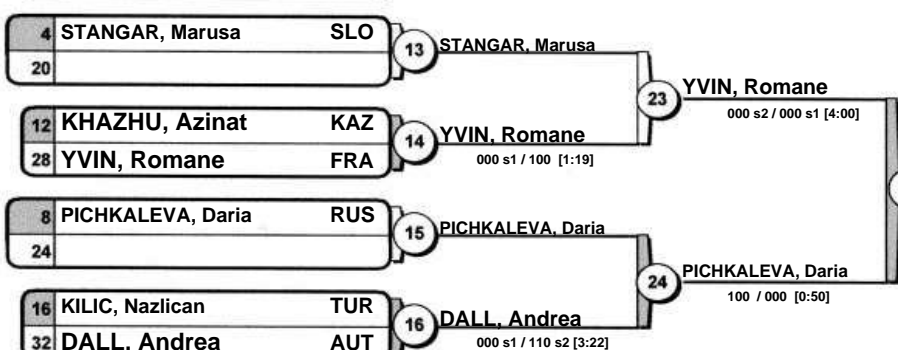 4 STANGAR, Marusa SLO
20
13
STANGAR, Marusa
12 KHAZHU, Azinat KAZ
28 YVIN, Romane FRA
14
YVIN, Romane
000 s1 / 100 [1:19]
23
YVIN, Romane
000 s2 / 000 s1 [4:00]
8 PICHKALEVA, Daria RUS
24
15
PICHKALEVA, Daria
16 KILIC, Nazlican TUR
32 DALL, Andrea AUT
16
DALL, Andrea
000 s1 / 110 s2 [3:22]
24
PICHKALEVA, Daria
100 / 000 [0:50]